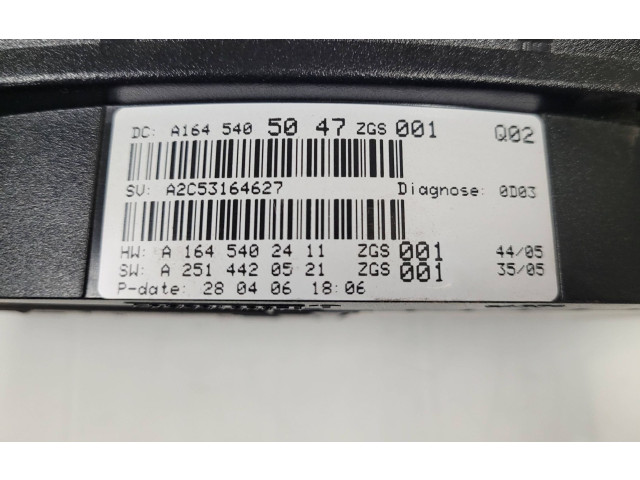 DC: A164 540 50 47 ZGS 001 Q02
SV: A2C53164627 Diagnose: 0D03
HW: A 164 540 24 11 ZGS 001 44/05
SW: A 251 442 05 21 ZGS 001 35/05
P-date: 28 04 06 18:06